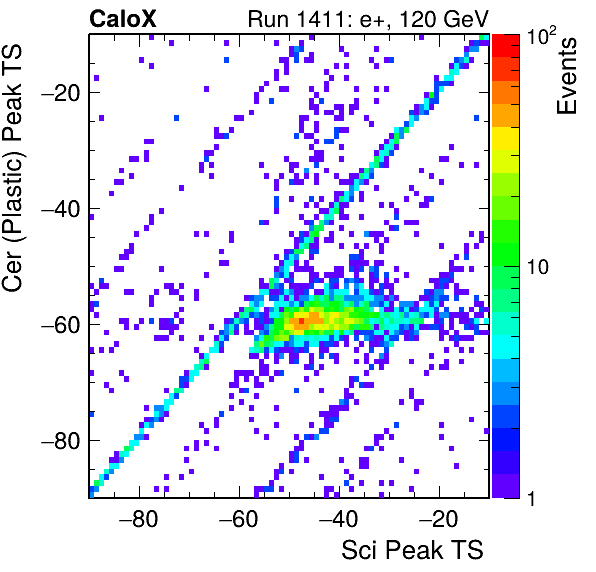 CaloX Run 1411: e+, 120 GeV
Cer (Plastic) Peak TS
−20
−40
−60
−80
−80 −60 −40 −20
Sci Peak TS
10²
10
1
Events